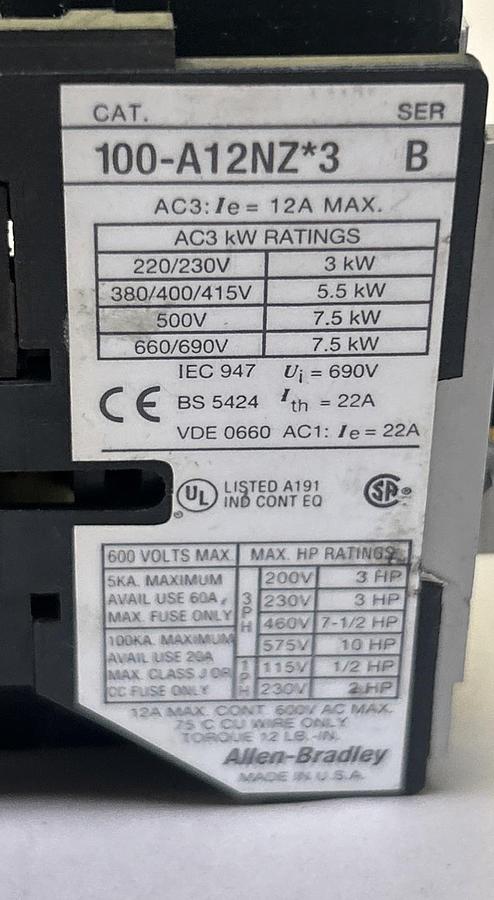 CAT. SER
100-A12NZ*3 B
AC3: Ie = 12A MAX.
AC3 kW RATINGS
220/230V 3 kW
380/400/415V 5.5 kW
500V 7.5 kW
660/690V 7.5 kW
IEC 947 Ui = 690V
CE BS 5424 Ith = 22A
VDE 0660 AC1: Ie = 22A
UL LISTED A191 SA
IND CONT EQ
600 VOLTS MAX. MAX. HP RATINGS
5KA. MAXIMUM 200V 3 HP
AVAIL USE 60A, 3 PH 230V 3 HP
MAX. FUSE ONLY 460V 7-1/2 HP
100KA. MAXIMUM 575V 10 HP
AVAIL USE 20A 1 PH 115V 1/2 HP
MAX. CLASS J OR
CC FUSE ONLY 230V 2 HP
12A MAX. CONT. 600V AC MAX.
75°C CU WIRE ONLY
TORQUE 12 LB.-IN.
Allen-Bradley
MADE IN U.S.A.